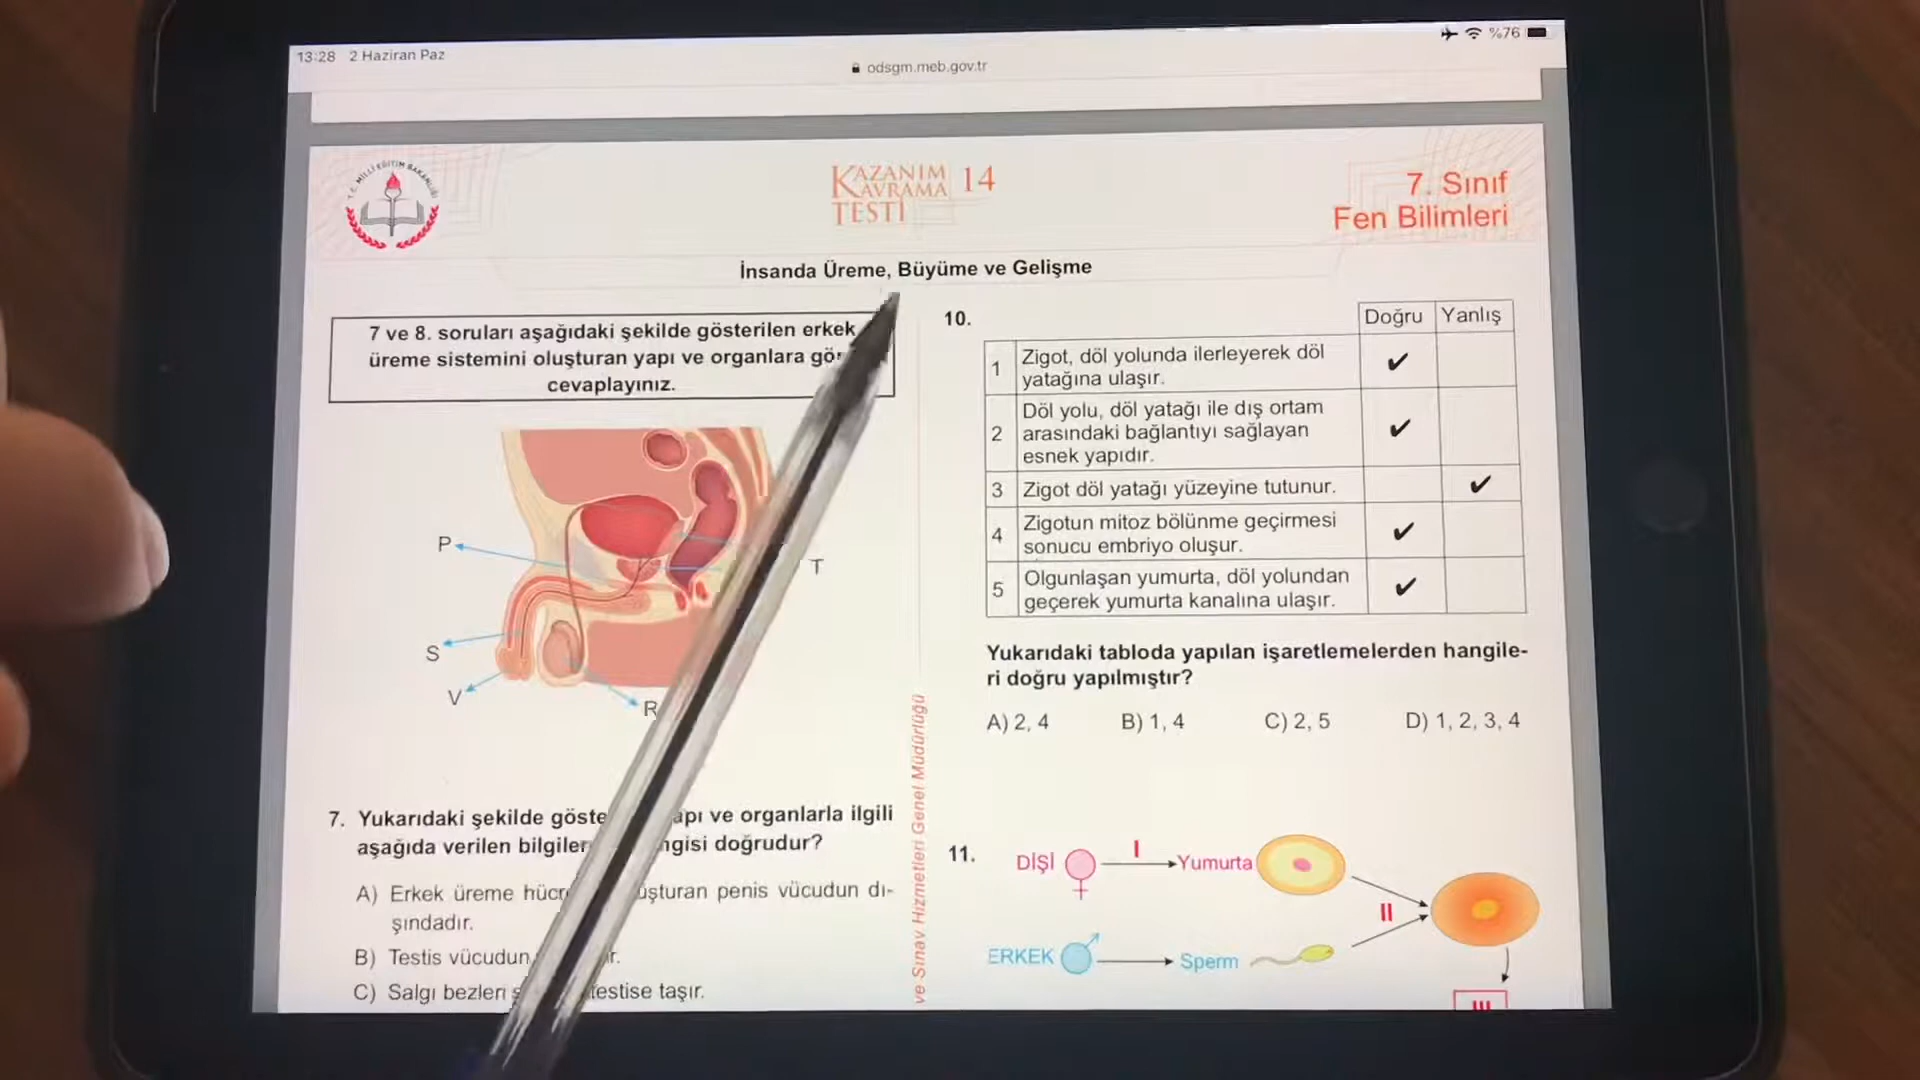 13:28 2 Haziran Paz
%76
odsgm.meb.gov.tr
T.C. MİLLÎ EĞİTİM BAKANLIĞI
KAZANIM
KAVRAMA
TESTİ
14
7. Sınıf
Fen Bilimleri
İnsanda Üreme, Büyüme ve Gelişme
7 ve 8. soruları aşağıdaki şekilde gösterilen erkek
üreme sistemini oluşturan yapı ve organlara
cevaplayınız.
P
T
S
V
R
7. Yukarıdaki şekilde ve organlarla ilgili
aşağıda verilen doğrudur?
A) Erkek üreme penis vücudun dı-
şındadır.
B) Testis vücudun
C) Salgı bezleri testise taşır.
ve Sınav Hizmetleri Genel Müdürlüğü
10.
Doğru Yanlış
1 Zigot, döl yolunda ilerleyerek döl
yatağına ulaşır. ✔
2 Döl yolu, döl yatağı ile dış ortam
arasındaki bağlantıyı sağlayan
esnek yapıdır. ✔
3 Zigot döl yatağı yüzeyine tutunur. ✔
4 Zigotun mitoz bölünme geçirmesi
sonucu embriyo oluşur. ✔
5 Olgunlaşan yumurta, döl yolundan
geçerek yumurta kanalına ulaşır. ✔
Yukarıdaki tabloda yapılan işaretlemelerden hangile-
ri doğru yapılmıştır?
A) 2, 4 B) 1, 4 C) 2, 5 D) 1, 2, 3, 4
11.
DİŞİ I Yumurta
II
ERKEK Sperm
III